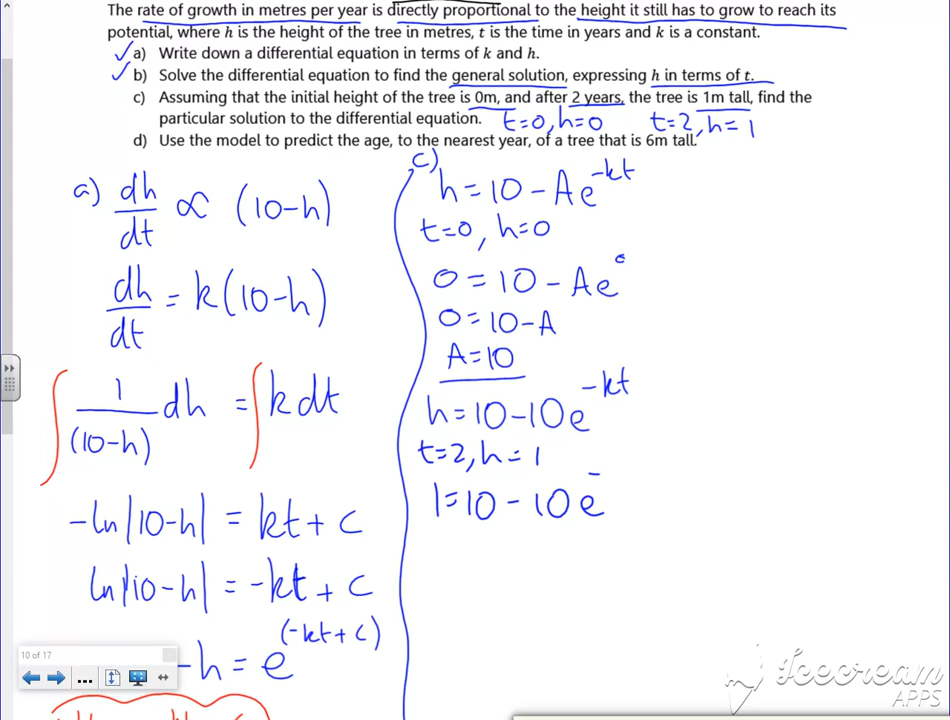 The rate of growth in metres per year is directly proportional to the height it still has to grow to reach its
potential, where h is the height of the tree in metres, t is the time in years and k is a constant.
✓ a) Write down a differential equation in terms of k and h.
✓ b) Solve the differential equation to find the general solution, expressing h in terms of t.
c) Assuming that the initial height of the tree is 0m, and after 2 years, the tree is 1m tall, find the
particular solution to the differential equation. t=0, h=0 t=2, h=1
d) Use the model to predict the age, to the nearest year, of a tree that is 6m tall.
a) dh/dt ∝ (10-h)
dh/dt = k(10-h)
∫ 1/(10-h) dh = ∫ k dt
-ln|10-h| = kt + c
ln|10-h| = -kt + c
-h = e^(-kt + c)
c)
h = 10 - Ae^-kt
t=0, h=0
0 = 10 - Ae^0
0 = 10 - A
A = 10
h = 10 - 10e^-kt
t=2, h=1
1 = 10 - 10e^-
10 of 17
...
Icecream
APPS